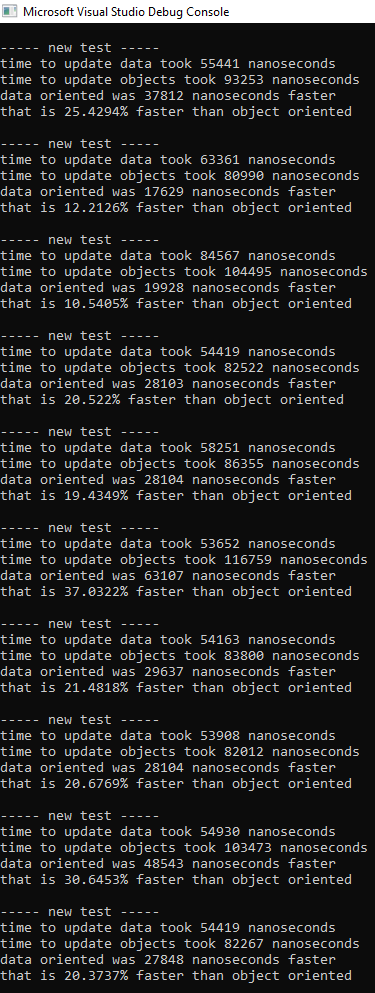 Microsoft Visual Studio Debug Console
----- new test -----
time to update data took 55441 nanoseconds
time to update objects took 93253 nanoseconds
data oriented was 37812 nanoseconds faster
that is 25.4294% faster than object oriented
----- new test -----
time to update data took 63361 nanoseconds
time to update objects took 80990 nanoseconds
data oriented was 17629 nanoseconds faster
that is 12.2126% faster than object oriented
----- new test -----
time to update data took 84567 nanoseconds
time to update objects took 104495 nanoseconds
data oriented was 19928 nanoseconds faster
that is 10.5405% faster than object oriented
----- new test -----
time to update data took 54419 nanoseconds
time to update objects took 82522 nanoseconds
data oriented was 28103 nanoseconds faster
that is 20.522% faster than object oriented
----- new test -----
time to update data took 58251 nanoseconds
time to update objects took 86355 nanoseconds
data oriented was 28104 nanoseconds faster
that is 19.4349% faster than object oriented
----- new test -----
time to update data took 53652 nanoseconds
time to update objects took 116759 nanoseconds
data oriented was 63107 nanoseconds faster
that is 37.0322% faster than object oriented
----- new test -----
time to update data took 54163 nanoseconds
time to update objects took 83800 nanoseconds
data oriented was 29637 nanoseconds faster
that is 21.4818% faster than object oriented
----- new test -----
time to update data took 53908 nanoseconds
time to update objects took 82012 nanoseconds
data oriented was 28104 nanoseconds faster
that is 20.6769% faster than object oriented
----- new test -----
time to update data took 54930 nanoseconds
time to update objects took 103473 nanoseconds
data oriented was 48543 nanoseconds faster
that is 30.6453% faster than object oriented
----- new test -----
time to update data took 54419 nanoseconds
time to update objects took 82267 nanoseconds
data oriented was 27848 nanoseconds faster
that is 20.3737% faster than object oriented